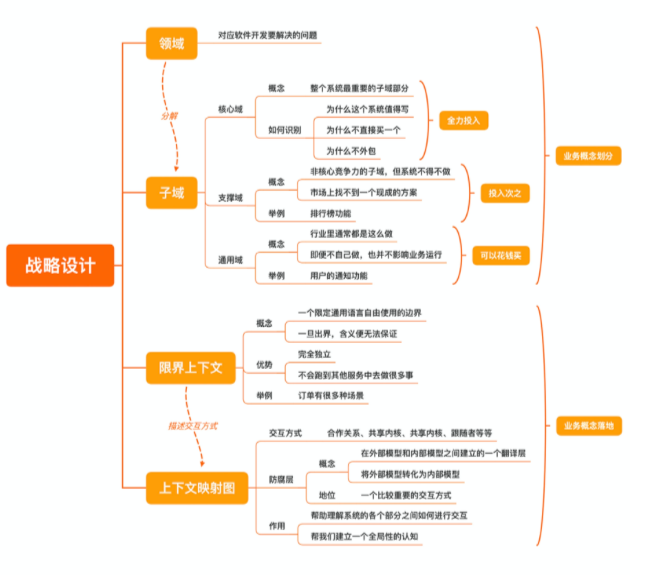 战略设计
领域
对应软件开发要解决的问题
分解
子域
核心域
概念
整个系统最重要的子域部分
如何识别
为什么这个系统值得写
为什么不直接买一个
为什么不外包
全力投入
支撑域
概念
非核心竞争力的子域，但系统不得不做
市场上找不到一个现成的方案
举例
排行榜功能
投入次之
通用域
概念
行业里通常都是这么做
即便不自己做，也并不影响业务运行
举例
用户的通知功能
可以花钱买
业务概念划分
限界上下文
概念
一个限定通用语言自由使用的边界
一旦出界，含义便无法保证
优势
完全独立
不会跑到其他服务中去做很多事
举例
订单有很多种场景
描述交互方式
上下文映射图
交互方式
合作关系、共享内核、共享内核、跟随者等等
防腐层
概念
在外部模型和内部模型之间建立的一个翻译层
将外部模型转化为内部模型
地位
一个比较重要的交互方式
作用
帮助理解系统的各个部分之间如何进行交互
帮我们建立一个全局性的认知
业务概念落地